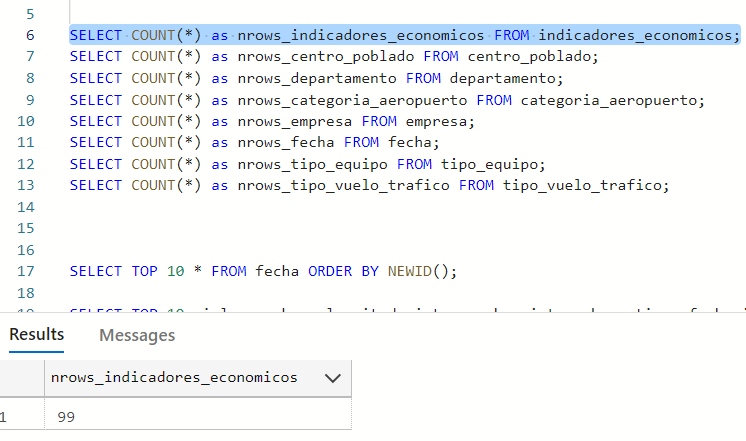 5
6 SELECT COUNT(*) as nrows_indicadores_economicos FROM indicadores_economicos;
7 SELECT COUNT(*) as nrows_centro_poblado FROM centro_poblado;
8 SELECT COUNT(*) as nrows_departamento FROM departamento;
9 SELECT COUNT(*) as nrows_categoria_aeropuerto FROM categoria_aeropuerto;
10 SELECT COUNT(*) as nrows_empresa FROM empresa;
11 SELECT COUNT(*) as nrows_fecha FROM fecha;
12 SELECT COUNT(*) as nrows_tipo_equipo FROM tipo_equipo;
13 SELECT COUNT(*) as nrows_tipo_vuelo_trafico FROM tipo_vuelo_trafico;
14
15
16
17 SELECT TOP 10 * FROM fecha ORDER BY NEWID();
18
SELECT TOP 10
Results Messages
nrows_indicadores_economicos
1 99